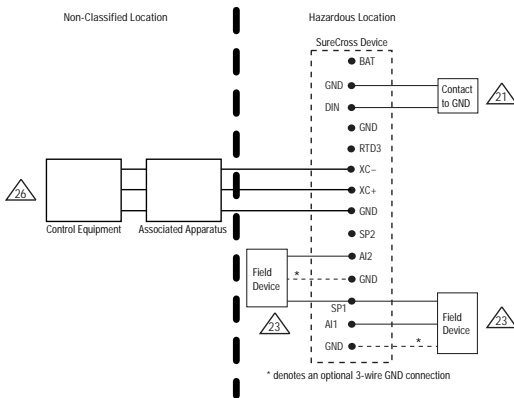 Non-Classified Location
Hazardous Location
SureCross Device
BAT
GND
DIN
Contact
to GND
21
GND
RTD3
XC–
XC+
GND
26
Control Equipment
Associated Apparatus
SP2
AI2
Field
Device
*
GND
23
SP1
AI1
Field
Device
23
GND
*
* denotes an optional 3-wire GND connection